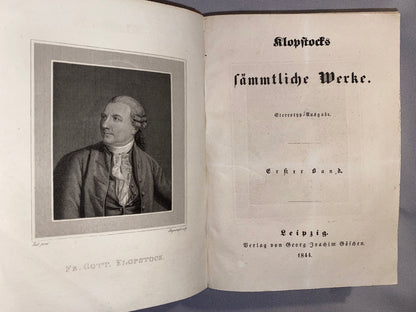 Fr. Gott. Klopstock.
Klopstocks
sämmtliche Werke.
Stereotyp-Ausgabe.
Erster Band.
Leipzig.
Verlag von Georg Joachim Göschen.
1844.